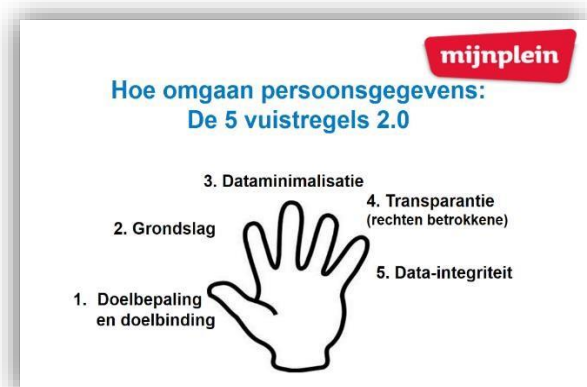 mijnplein
Hoe omgaan persoonsgegevens:
De 5 vuistregels 2.0
3. Dataminimalisatie
4. Transparantie
(rechten betrokkene)
2. Grondslag
5. Data-integriteit
1. Doelbepaling
en doelbinding